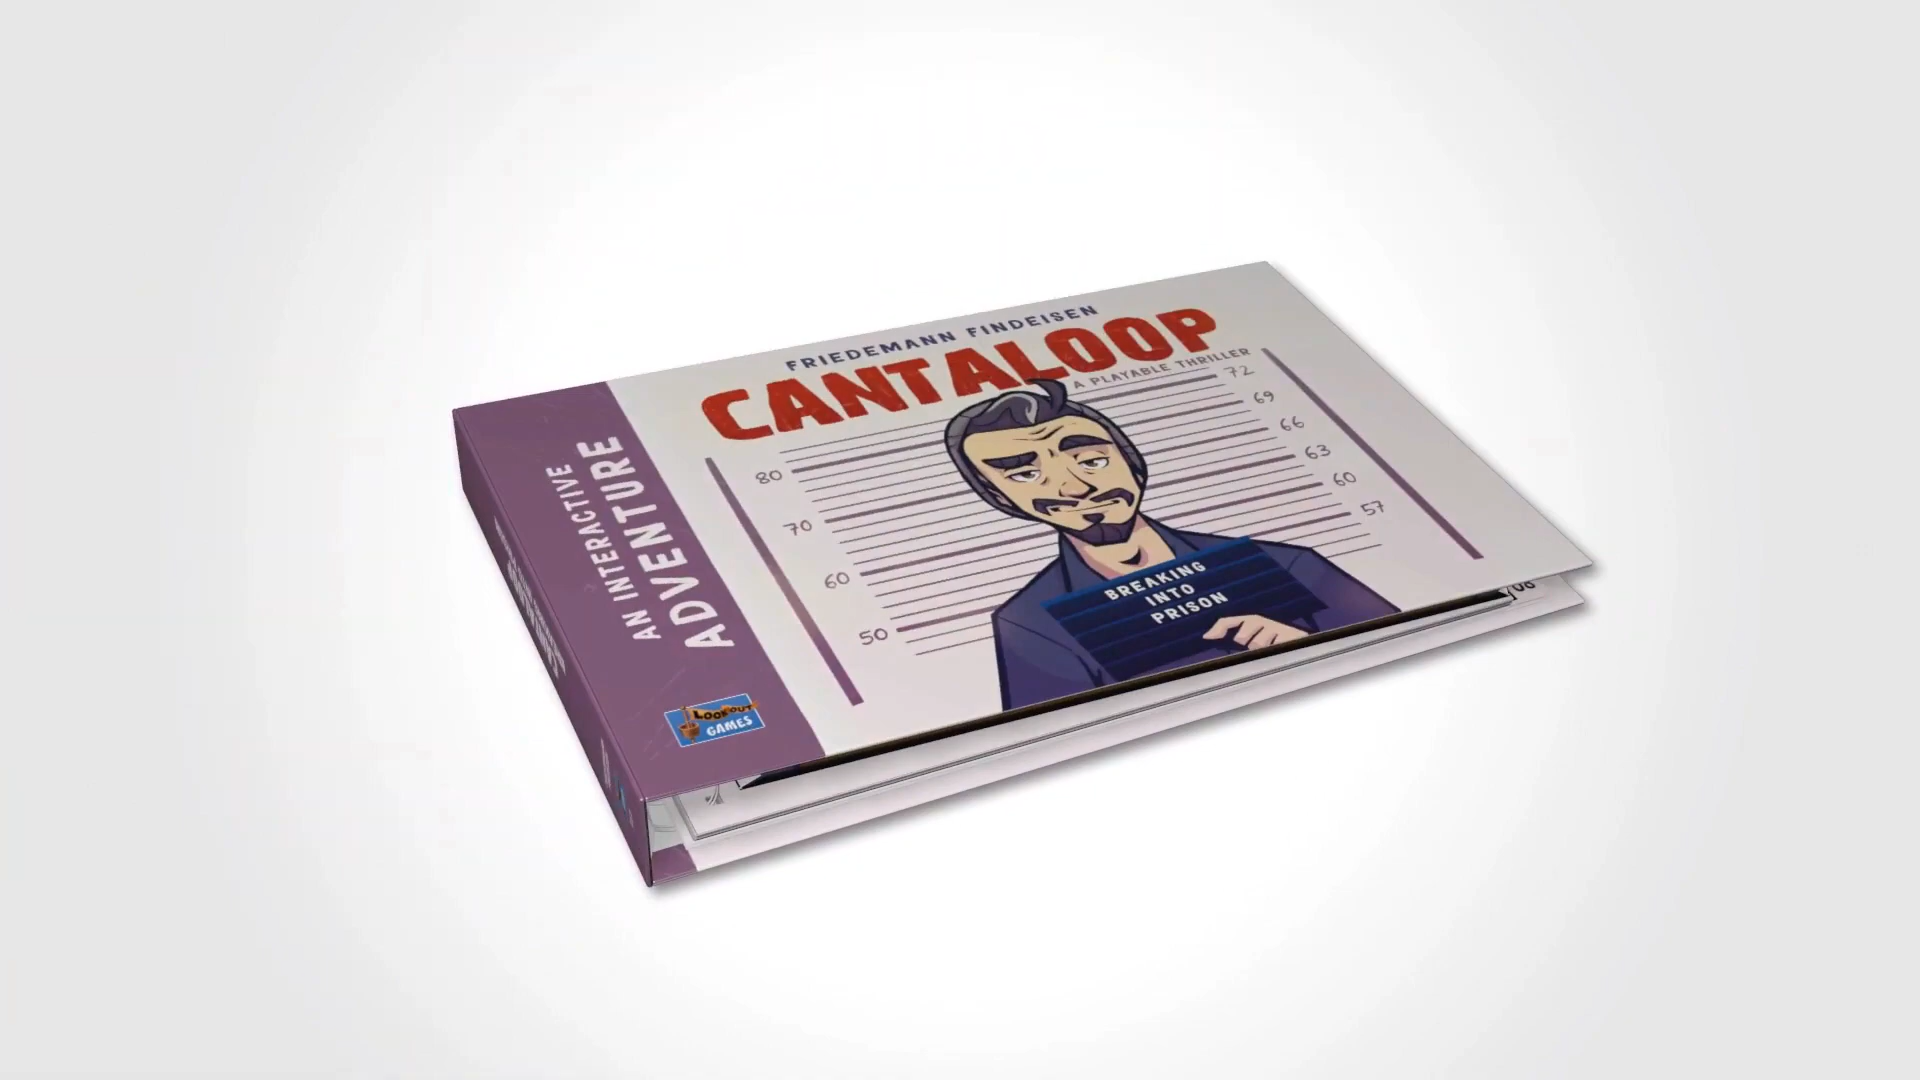 FRIEDEMANN FINDEISEN
CANTALOOP
A PLAYABLE THRILLER
AN INTERACTIVE
ADVENTURE
80
70
60
50
72
69
66
63
60
57
BREAKING
INTO
PRISON
LOOKOUT
GAMES
08